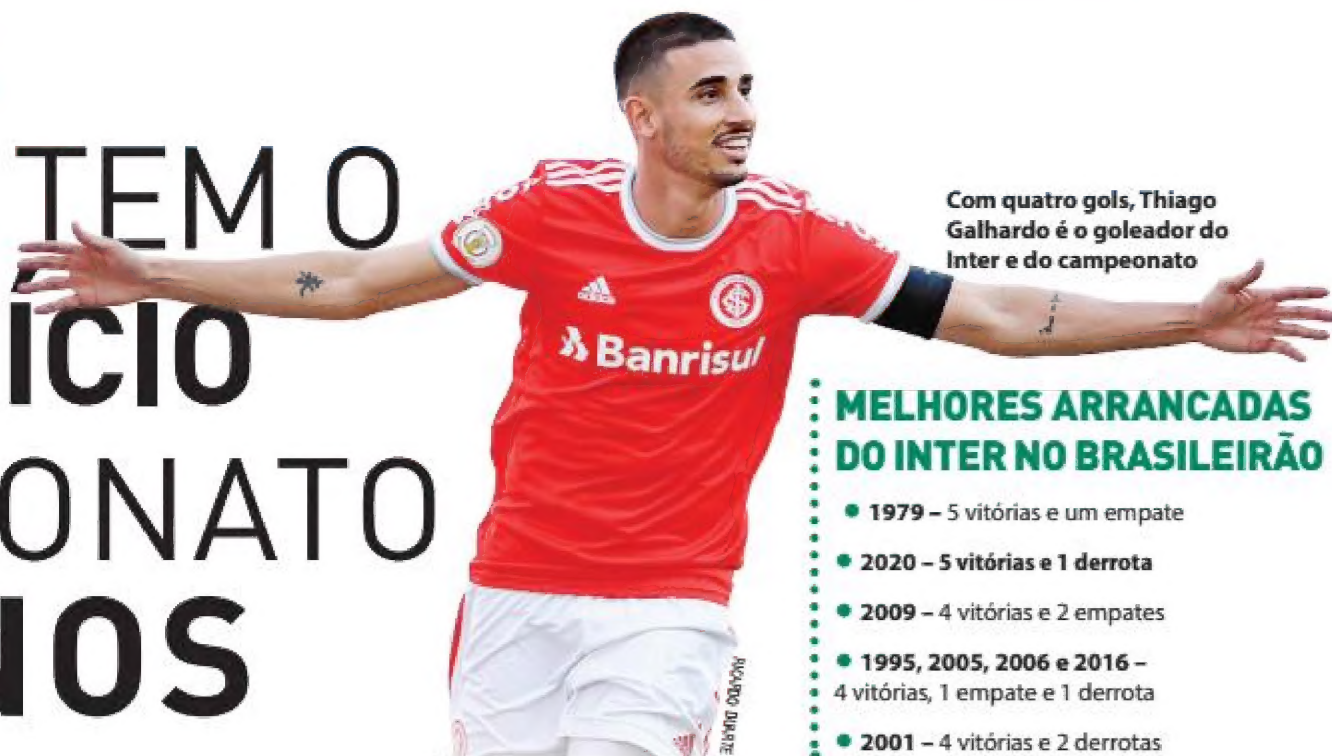 TEM O
ÍCIO
ONATO
NOS
Com quatro gols, Thiago
Galhardo é o goleador do
Inter e do campeonato
adidas
Banrisul
MELHORES ARRANCADAS
DO INTER NO BRASILEIRÃO
• 1979 – 5 vitórias e um empate
• 2020 – 5 vitórias e 1 derrota
• 2009 – 4 vitórias e 2 empates
• 1995, 2005, 2006 e 2016 –
4 vitórias, 1 empate e 1 derrota
• 2001 – 4 vitórias e 2 derrotas
RICARDO DUARTE